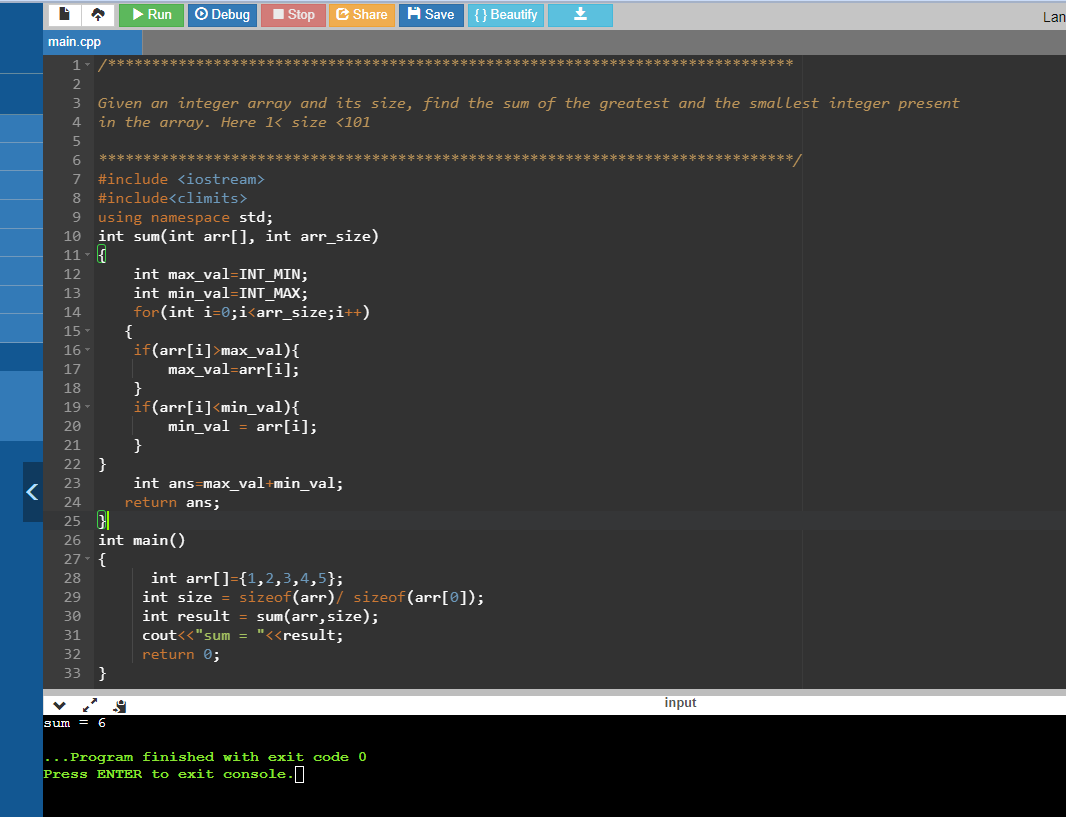 Run Debug Stop Share Save { } Beautify Lan
main.cpp
1 /******************************************************************************
2
3 Given an integer array and its size, find the sum of the greatest and the smallest integer present
4 in the array. Here 1< size <101
5
6 *******************************************************************************/
7 #include <iostream>
8 #include<climits>
9 using namespace std;
10 int sum(int arr[], int arr_size)
11 {
12     int max_val=INT_MIN;
13     int min_val=INT_MAX;
14     for(int i=0;i<arr_size;i++)
15    {
16     if(arr[i]>max_val){
17         max_val=arr[i];
18     }
19     if(arr[i]<min_val){
20         min_val = arr[i];
21     }
22 }
23     int ans=max_val+min_val;
24    return ans;
25 }
26 int main()
27 {
28       int arr[]={1,2,3,4,5};
29      int size = sizeof(arr)/ sizeof(arr[0]);
30      int result = sum(arr,size);
31      cout<<"sum = "<<result;
32      return 0;
33 }
input
sum = 6
...Program finished with exit code 0
Press ENTER to exit console.